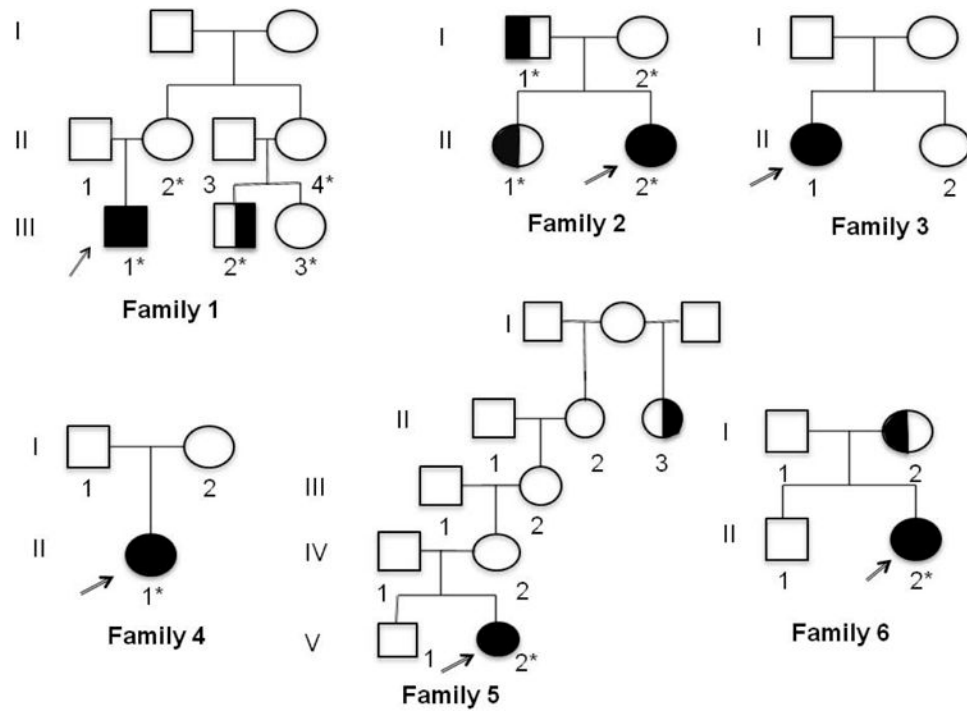 I
II
1 2* 3 4*
III
1* 2* 3*
Family 1
I
1* 2*
II
1* 2*
Family 2
I
II
1 2
Family 3
I
1 2
II
1*
Family 4
I
II
1 2 3
III
1 2
IV
1 2
V
1 2*
Family 5
I
1 2
II
1 2*
Family 6